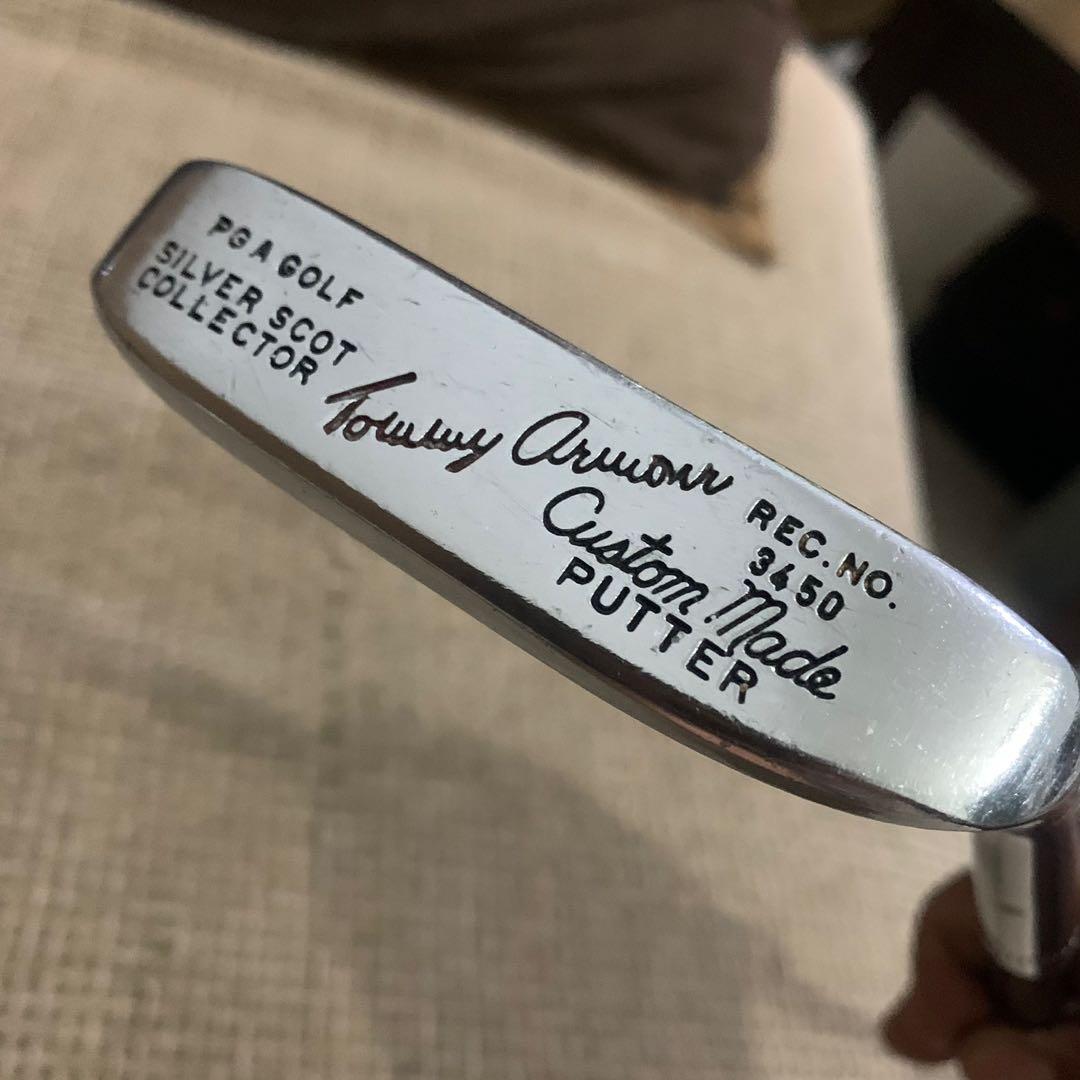 PGA GOLF
SILVER SCOT
COLLECTOR
Tommy Armour
REC. NO.
3450
Custom Made
PUTTER